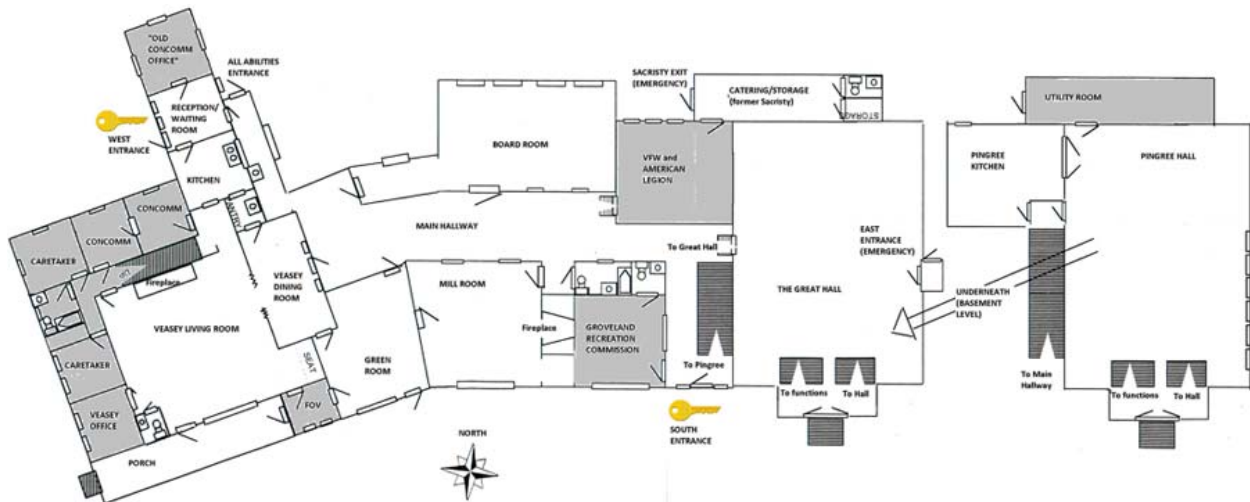 "OLD
CONCOMM
OFFICE"
ALL ABILITIES
ENTRANCE
RECEPTION/
WAITING
ROOM
WEST
ENTRANCE
KITCHEN
CONCOMM
CONCOMM
CARETAKER
Fireplace
VEASEY LIVING ROOM
VEASEY
DINING
ROOM
CARETAKER
VEASEY
OFFICE
PORCH
SEAT
FOV
GREEN
ROOM
MAIN HALLWAY
BOARD ROOM
MILL ROOM
Fireplace
GROVELAND
RECREATION
COMMISSION
VFW and
AMERICAN
LEGION
SACRISTY EXIT
(EMERGENCY)
CATERING/STORAGE
(former Sacristy)
STORAGE
To Great Hall
To Pingree
SOUTH
ENTRANCE
NORTH
THE GREAT HALL
EAST
ENTRANCE
(EMERGENCY)
To functions
To Hall
UNDERNEATH
(BASEMENT
LEVEL)
UTILITY ROOM
PINGREE
KITCHEN
PINGREE HALL
To Main
Hallway
To functions
To Hall